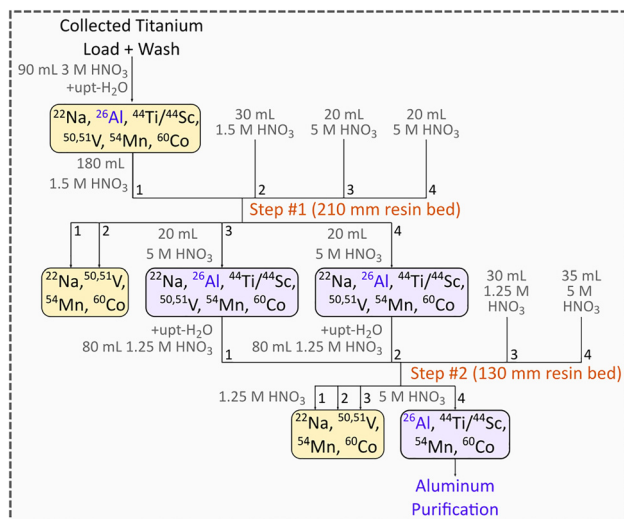 Collected Titanium
Load + Wash
90 mL 3 M HNO₃
+upt-H₂O
²²Na, ²⁶Al, ⁴⁴Ti/⁴⁴Sc,
⁵⁰,⁵¹V, ⁵⁴Mn, ⁶⁰Co
180 mL
1.5 M HNO₃
1
30 mL
1.5 M HNO₃
2
20 mL
5 M HNO₃
3
20 mL
5 M HNO₃
4
Step #1 (210 mm resin bed)
1
2
3
4
20 mL
5 M HNO₃
20 mL
5 M HNO₃
²²Na,⁵⁰,⁵¹V,
⁵⁴Mn, ⁶⁰Co
²²Na, ²⁶Al, ⁴⁴Ti/⁴⁴Sc,
⁵⁰,⁵¹V, ⁵⁴Mn, ⁶⁰Co
²²Na, ²⁶Al, ⁴⁴Ti/⁴⁴Sc,
⁵⁰,⁵¹V, ⁵⁴Mn, ⁶⁰Co
30 mL
1.25 M
HNO₃
35 mL
5 M
HNO₃
+upt-H₂O
80 mL 1.25 M HNO₃
1
+upt-H₂O
80 mL 1.25 M HNO₃
2
3
4
Step #2 (130 mm resin bed)
1.25 M HNO₃
1
2
3
5 M HNO₃
4
²²Na, ⁵⁰,⁵¹V,
⁵⁴Mn, ⁶⁰Co
²⁶Al, ⁴⁴Ti/⁴⁴Sc,
⁵⁴Mn, ⁶⁰Co
Aluminum
Purification